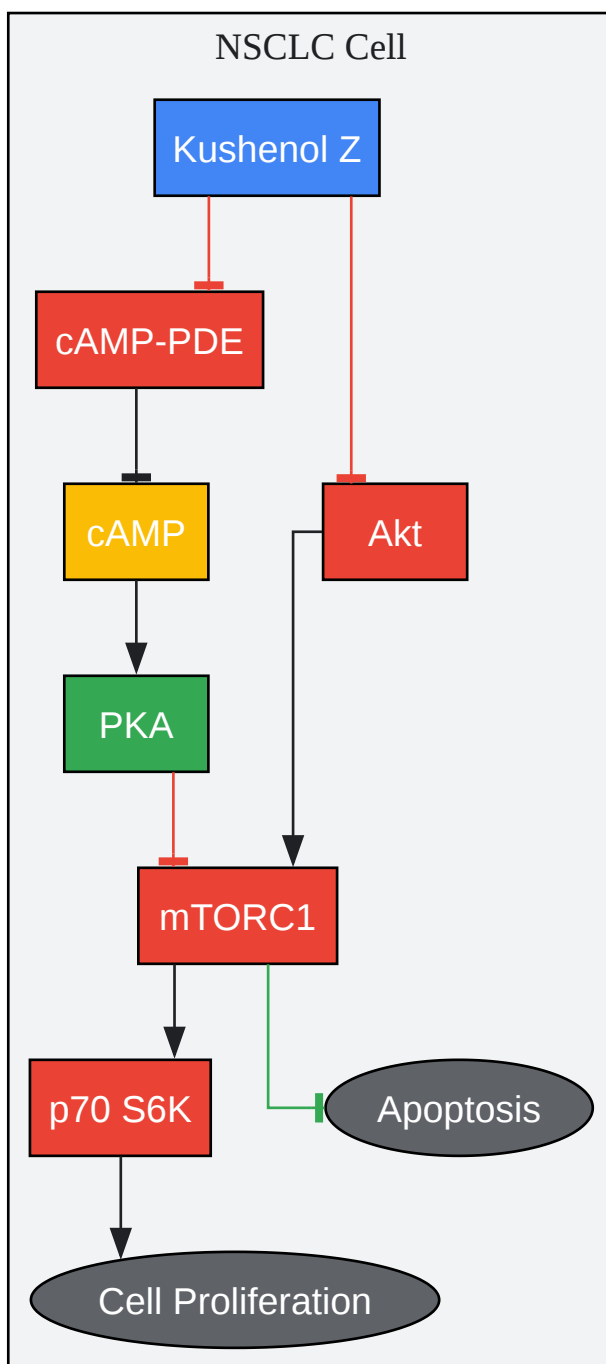 NSCLC Cell
Kushenol Z
cAMP-PDE
cAMP
Akt
PKA
mTORC1
p70 S6K
Apoptosis
Cell Proliferation